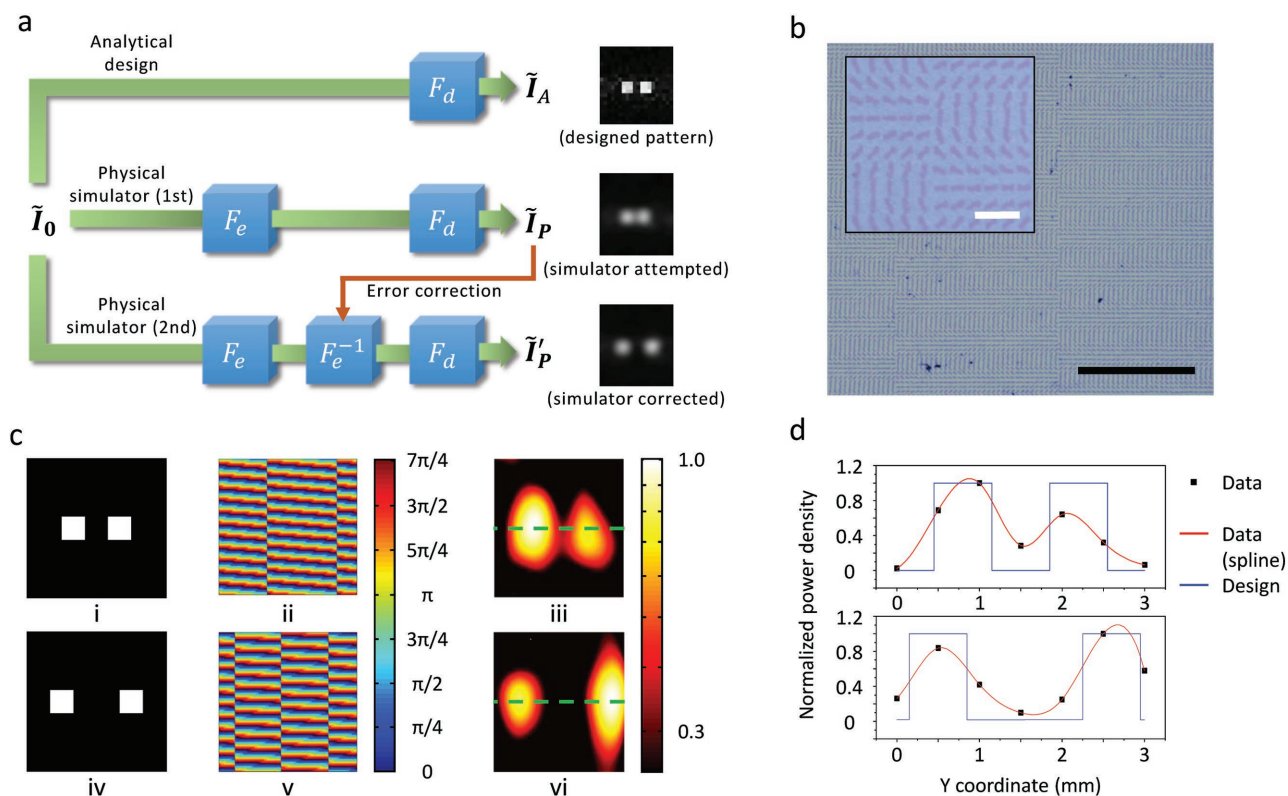 a
Analytical
design
F_d
Ĩ_A
(designed pattern)
Physical
simulator (1st)
Ĩ_0
F_e
F_d
Ĩ_P
(simulator attempted)
Error correction
Physical
simulator (2nd)
F_e
F_e^{-1}
F_d
Ĩ'_P
(simulator corrected)
b
c
i
ii
7π/4
3π/2
5π/4
π
3π/4
π/2
π/4
0
iii
1.0
0.3
iv
v
vi
d
Normalized power density
1.2
0.8
0.4
0
0
1
2
3
1.2
0.8
0.4
0
0
1
2
3
Y coordinate (mm)
Data
Data
(spline)
Design